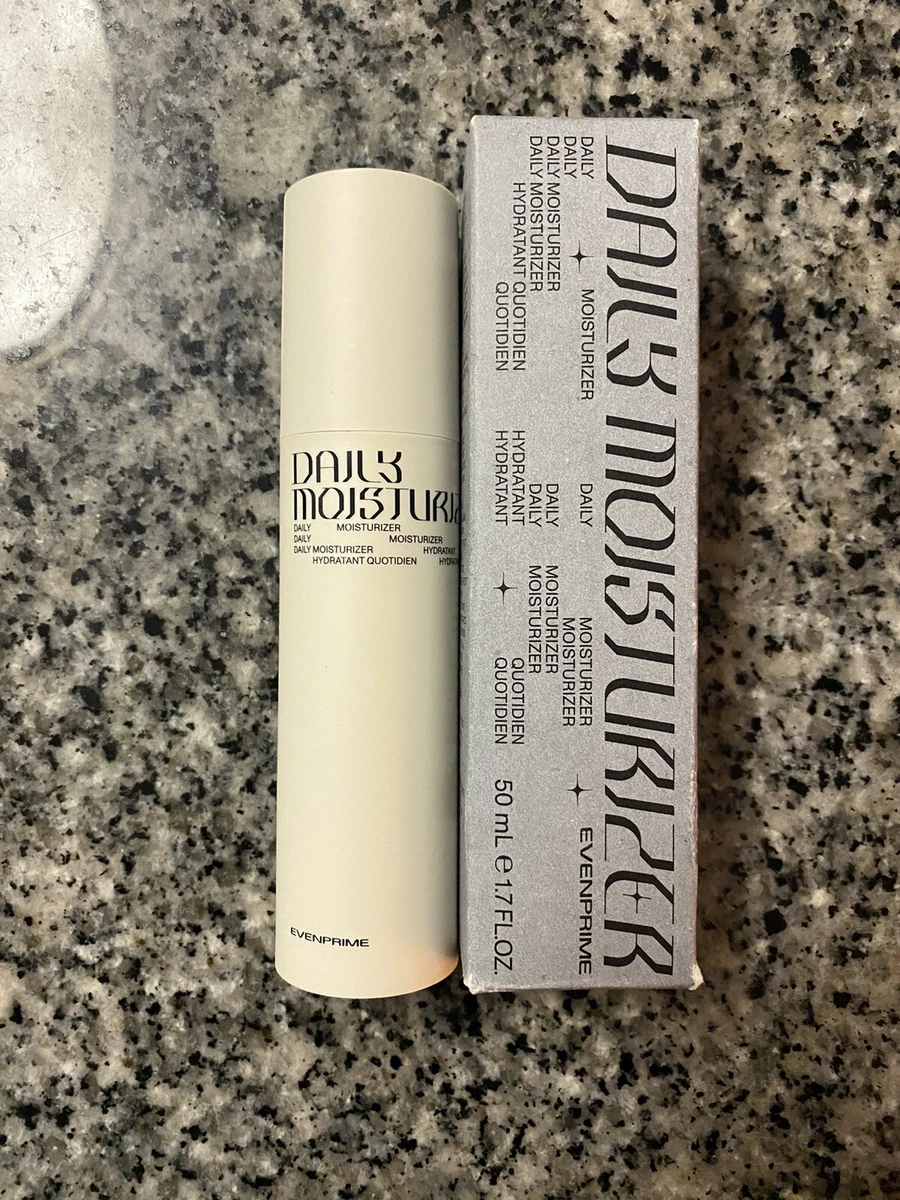 DAILY
MOISTURIZ
DAILY MOISTURIZER
DAILY MOISTURIZER
DAILY MOISTURIZER HYDRATANT
HYDRATANT QUOTIDIEN
EVENPRIME
DAILY MOISTURIZER
DAILY MOISTURIZER DAILY MOISTURIZER
DAILY MOISTURIZER
DAILY MOISTURIZER DAILY MOISTURIZER
DAILY MOISTURIZER DAILY MOISTURIZER
HYDRATANT QUOTIDIEN HYDRATANT QUOTIDIEN
QUOTIDIEN HYDRATANT QUOTIDIEN
EVENPRIME
50 mL e 1.7 FL.OZ.